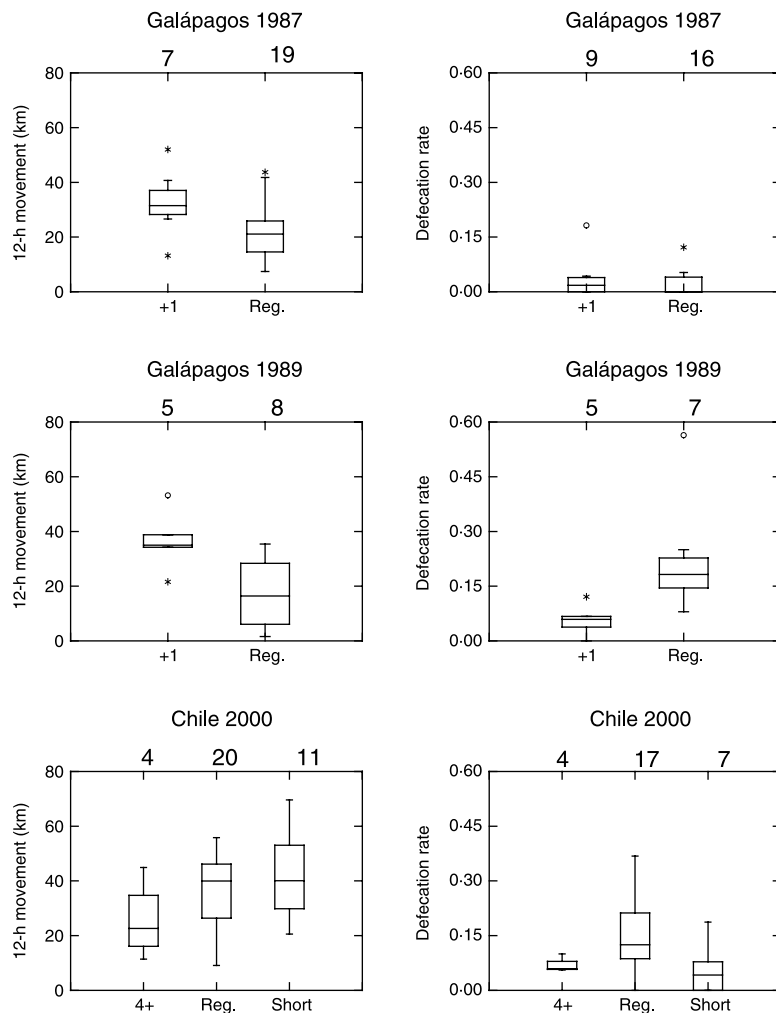 Galápagos 1987
7 19
80
60
40
20
0
12-h movement (km)
+1 Reg.
Galápagos 1987
9 16
0·60
0·45
0·30
0·15
0·00
Defecation rate
+1 Reg.
Galápagos 1989
5 8
80
60
40
20
0
12-h movement (km)
+1 Reg.
Galápagos 1989
5 7
0·60
0·45
0·30
0·15
0·00
Defecation rate
+1 Reg.
Chile 2000
4 20 11
80
60
40
20
0
12-h movement (km)
4+ Reg. Short
Chile 2000
4 17 7
0·60
0·45
0·30
0·15
0·00
Defecation rate
4+ Reg. Short